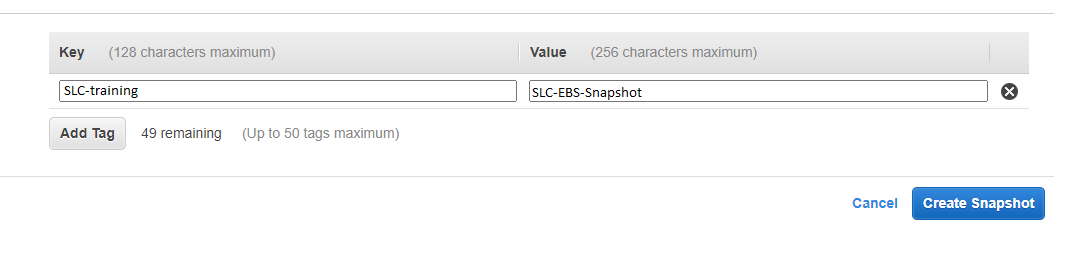 Key (128 characters maximum) Value (256 characters maximum)
SLC-training SLC-EBS-Snapshot
Add Tag 49 remaining (Up to 50 tags maximum)
Cancel Create Snapshot